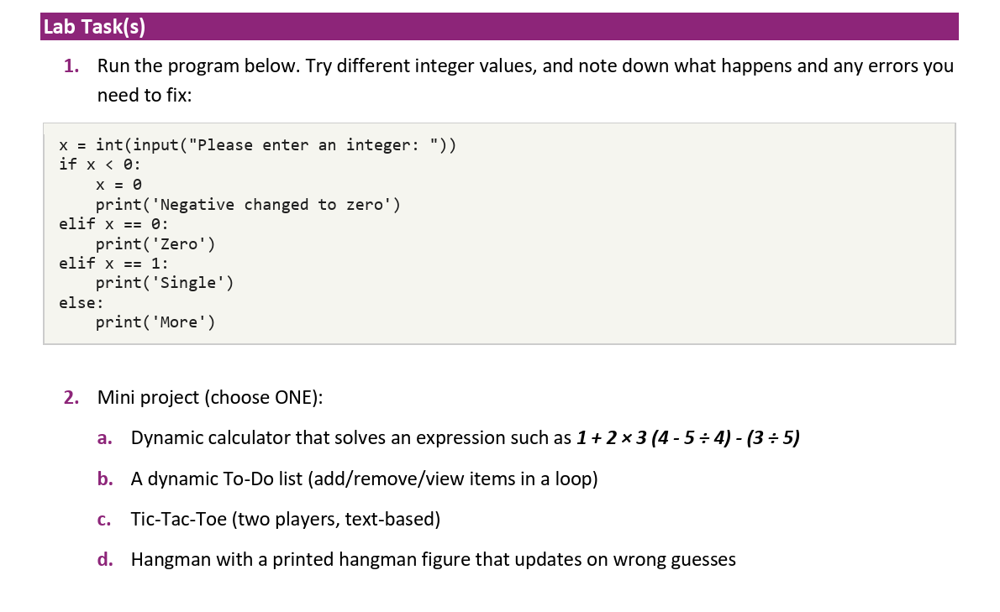 Lab Task(s)
1. Run the program below. Try different integer values, and note down what happens and any errors you
need to fix:
x = int(input("Please enter an integer: "))
if x < 0:
    x = 0
    print('Negative changed to zero')
elif x == 0:
    print('Zero')
elif x == 1:
    print('Single')
else:
    print('More')
2. Mini project (choose ONE):
a. Dynamic calculator that solves an expression such as 1 + 2 × 3 (4 - 5 ÷ 4) - (3 ÷ 5)
b. A dynamic To-Do list (add/remove/view items in a loop)
c. Tic-Tac-Toe (two players, text-based)
d. Hangman with a printed hangman figure that updates on wrong guesses